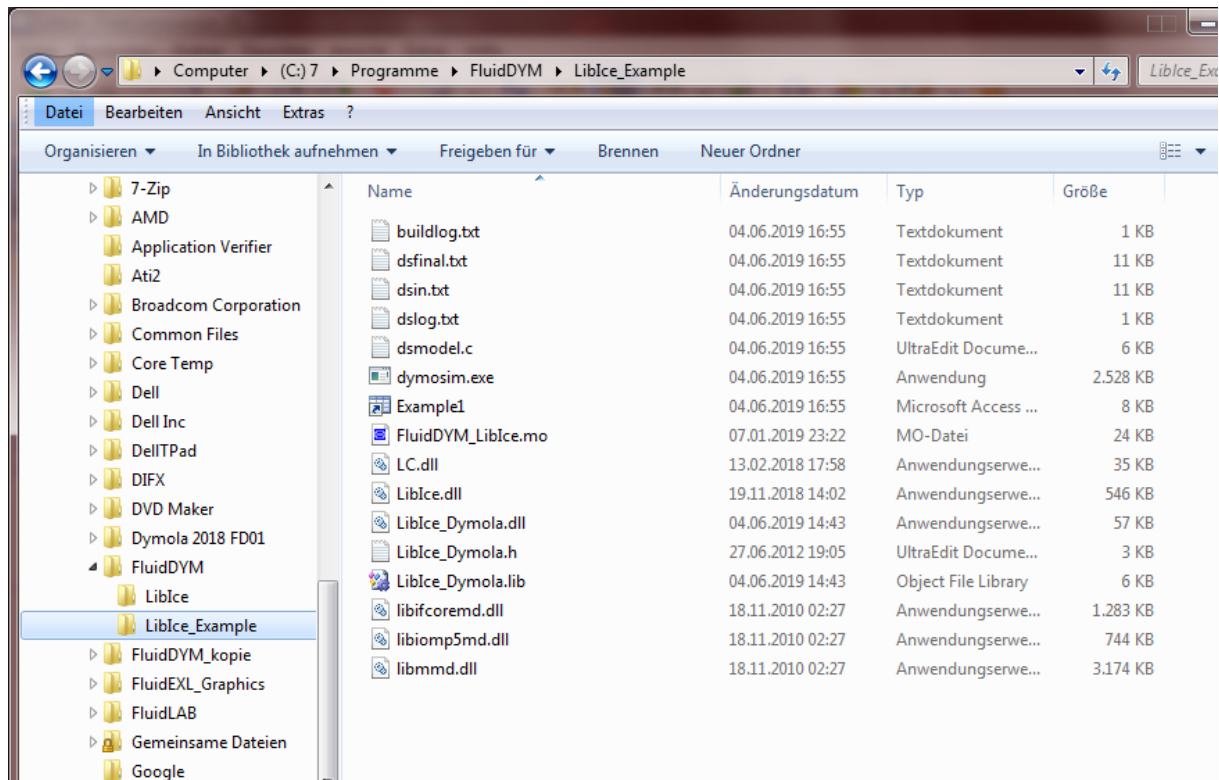 Computer (C:) 7 Programme FluidDYM LibIce_Example
Datei Bearbeiten Ansicht Extras ?
Organisieren In Bibliothek aufnehmen Freigeben für Brennen Neuer Ordner
7-Zip
AMD
Application Verifier
Ati2
Broadcom Corporation
Common Files
Core Temp
Dell
Dell Inc
DellTPad
DIFX
DVD Maker
Dymola 2018 FD01
FluidDYM
LibIce
LibIce_Example
FluidDYM_kopie
FluidEXL_Graphics
FluidLAB
Gemeinsame Dateien
Google
Name Änderungsdatum Typ Größe
buildlog.txt 04.06.2019 16:55 Textdokument 1 KB
dsfinal.txt 04.06.2019 16:55 Textdokument 11 KB
dsin.txt 04.06.2019 16:55 Textdokument 11 KB
dslog.txt 04.06.2019 16:55 Textdokument 1 KB
dsmodel.c 04.06.2019 16:55 UltraEdit Docume... 6 KB
dymosim.exe 04.06.2019 16:55 Anwendung 2.528 KB
Example1 04.06.2019 16:55 Microsoft Access ... 8 KB
FluidDYM_LibIce.mo 07.01.2019 23:22 MO-Datei 24 KB
LC.dll 13.02.2018 17:58 Anwendungserwe... 35 KB
LibIce.dll 19.11.2018 14:02 Anwendungserwe... 546 KB
LibIce_Dymola.dll 04.06.2019 14:43 Anwendungserwe... 57 KB
LibIce_Dymola.h 27.06.2012 19:05 UltraEdit Docume... 3 KB
LibIce_Dymola.lib 04.06.2019 14:43 Object File Library 6 KB
libifcoremd.dll 18.11.2010 02:27 Anwendungserwe... 1.283 KB
libiomp5md.dll 18.11.2010 02:27 Anwendungserwe... 744 KB
libmmd.dll 18.11.2010 02:27 Anwendungserwe... 3.174 KB